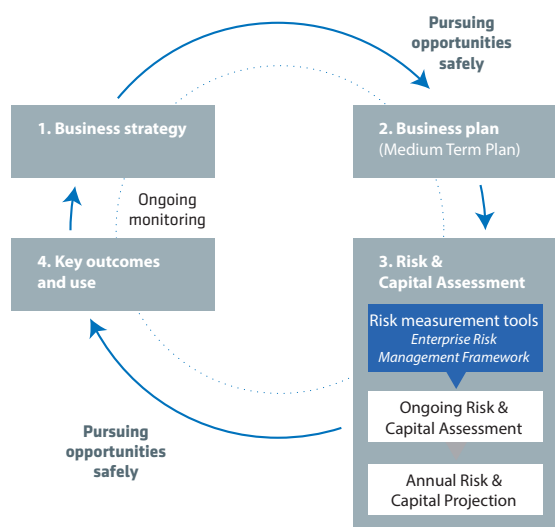 Pursuing
opportunities
safely
1. Business strategy
2. Business plan
(Medium Term Plan)
Ongoing
monitoring
4. Key outcomes
and use
3. Risk &
Capital Assessment
Risk measurement tools
Enterprise Risk
Management Framework
Ongoing Risk &
Capital Assessment
Annual Risk &
Capital Projection
Pursuing
opportunities
safely